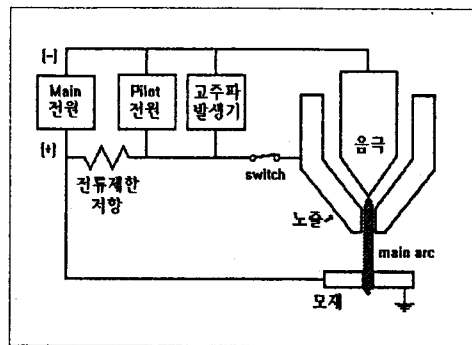 (-)
Main
전원
Pilot
전원
고주파
발생기
(+)
전류제한
저항
switch
음극
노즐
main arc
모재